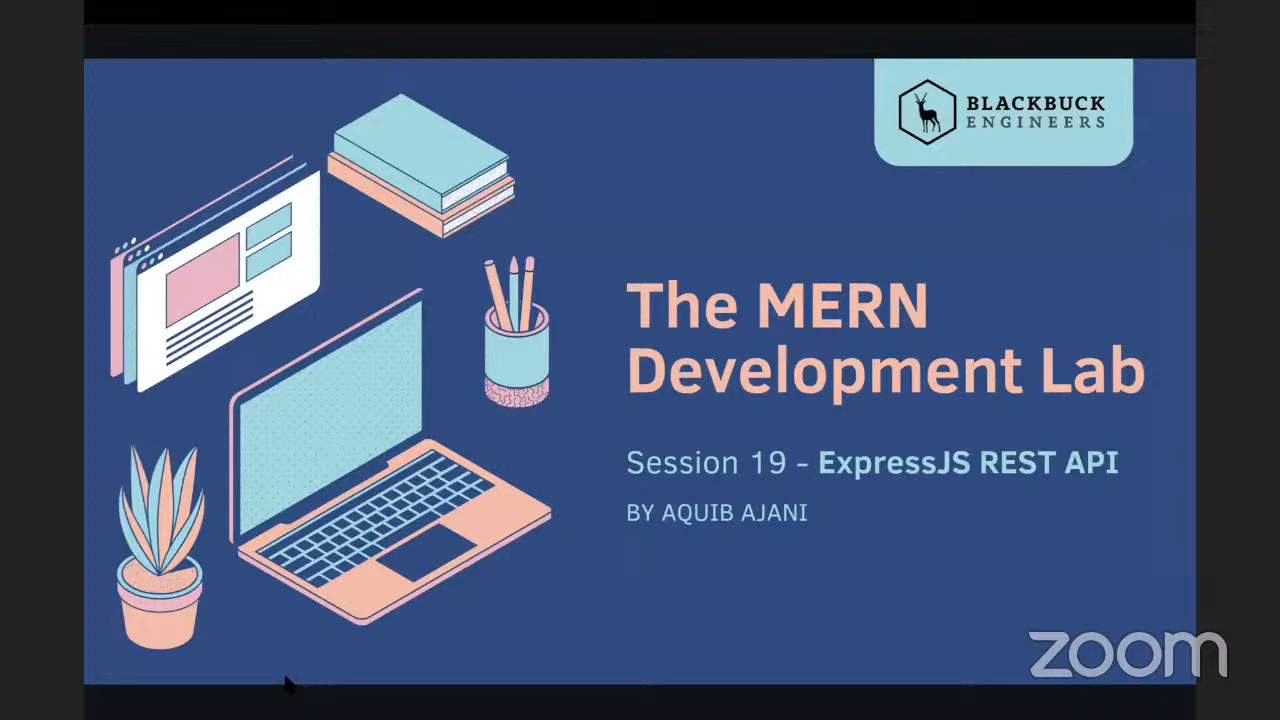 BLACKBUCK
ENGINEERS
The MERN
Development Lab
Session 19 - ExpressJS REST API
BY AQUIB AJANI
zoom